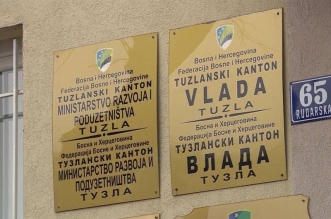 Bosna i Hercegovina
Federacija Bosne i Hercegovine
TUZLANSKI KANTON
MINISTARSTVO RAZVOJA I
PODUZETNIŠTVA
TUZLA
Босна и Херцеговина
Федерација Босне и Херцеговине
ТУЗЛАНСКИ КАНТОН
МИНИСТАРСТВО РАЗВОЈА И
ПОДУЗЕТНИШТВА
ТУЗЛА
Bosna i Hercegovina
Federacija Bosne i Hercegovine
TUZLANSKI KANTON
VLADA
TUZLA
Босна и Херцеговина
Федерација Босне и Херцеговине
ТУЗЛАНСКИ КАНТОН
ВЛАДА
ТУЗЛА
65
RUDARSKA